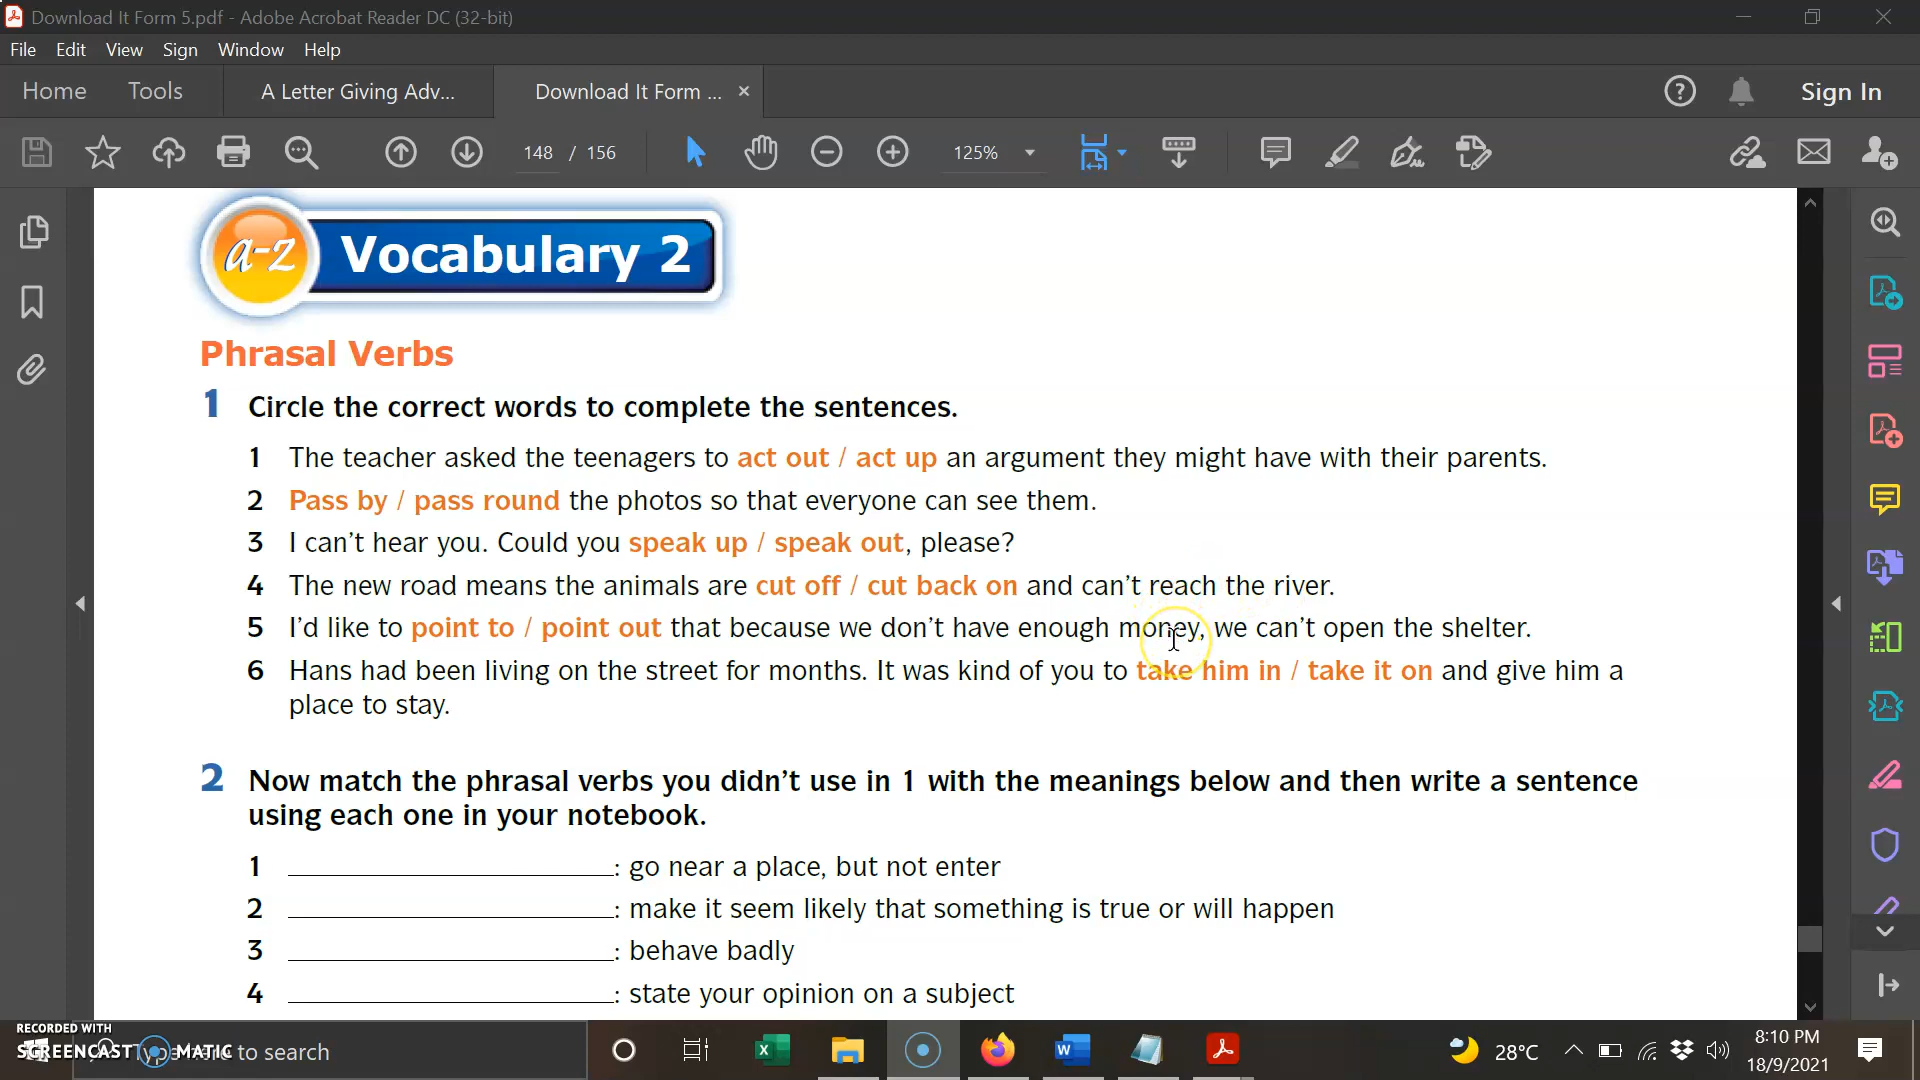 Download It Form 5.pdf - Adobe Acrobat Reader DC (32-bit)
File Edit View Sign Window Help
Home Tools A Letter Giving Adv... Download It Form ... × Sign In
148 / 156 125%
a-z Vocabulary 2
Phrasal Verbs
1 Circle the correct words to complete the sentences.
1 The teacher asked the teenagers to act out / act up an argument they might have with their parents.
2 Pass by / pass round the photos so that everyone can see them.
3 I can't hear you. Could you speak up / speak out, please?
4 The new road means the animals are cut off / cut back on and can't reach the river.
5 I'd like to point to / point out that because we don't have enough money, we can't open the shelter.
6 Hans had been living on the street for months. It was kind of you to take him in / take it on and give him a
place to stay.
2 Now match the phrasal verbs you didn't use in 1 with the meanings below and then write a sentence
using each one in your notebook.
1 ____________________: go near a place, but not enter
2 ____________________: make it seem likely that something is true or will happen
3 ____________________: behave badly
4 ____________________: state your opinion on a subject
RECORDED WITH
SCREENCAST MATIC
Type here to search
28°C
8:10 PM
18/9/2021